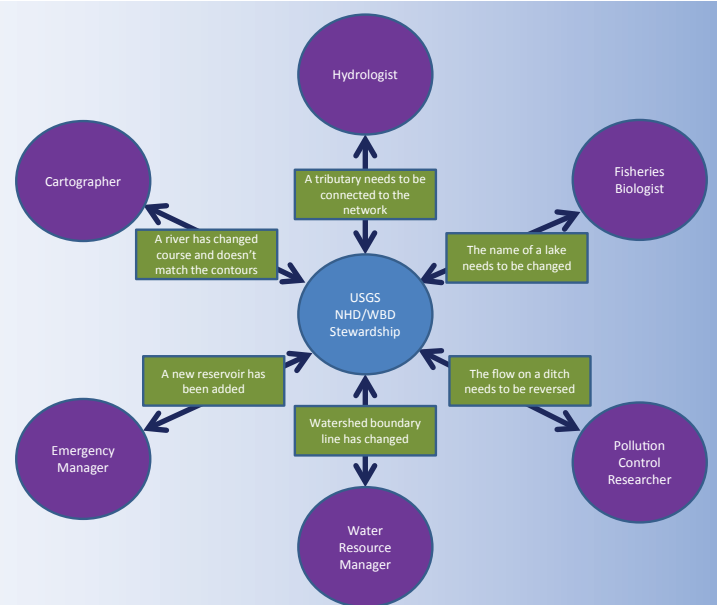 Hydrologist
Cartographer
Fisheries
Biologist
A tributary needs to be
connected to the
network
A river has changed
course and doesn't
match the contours
The name of a lake
needs to be changed
USGS
NHD/WBD
Stewardship
A new reservoir has
been added
The flow on a ditch
needs to be reversed
Watershed boundary
line has changed
Emergency
Manager
Pollution
Control
Researcher
Water
Resource
Manager